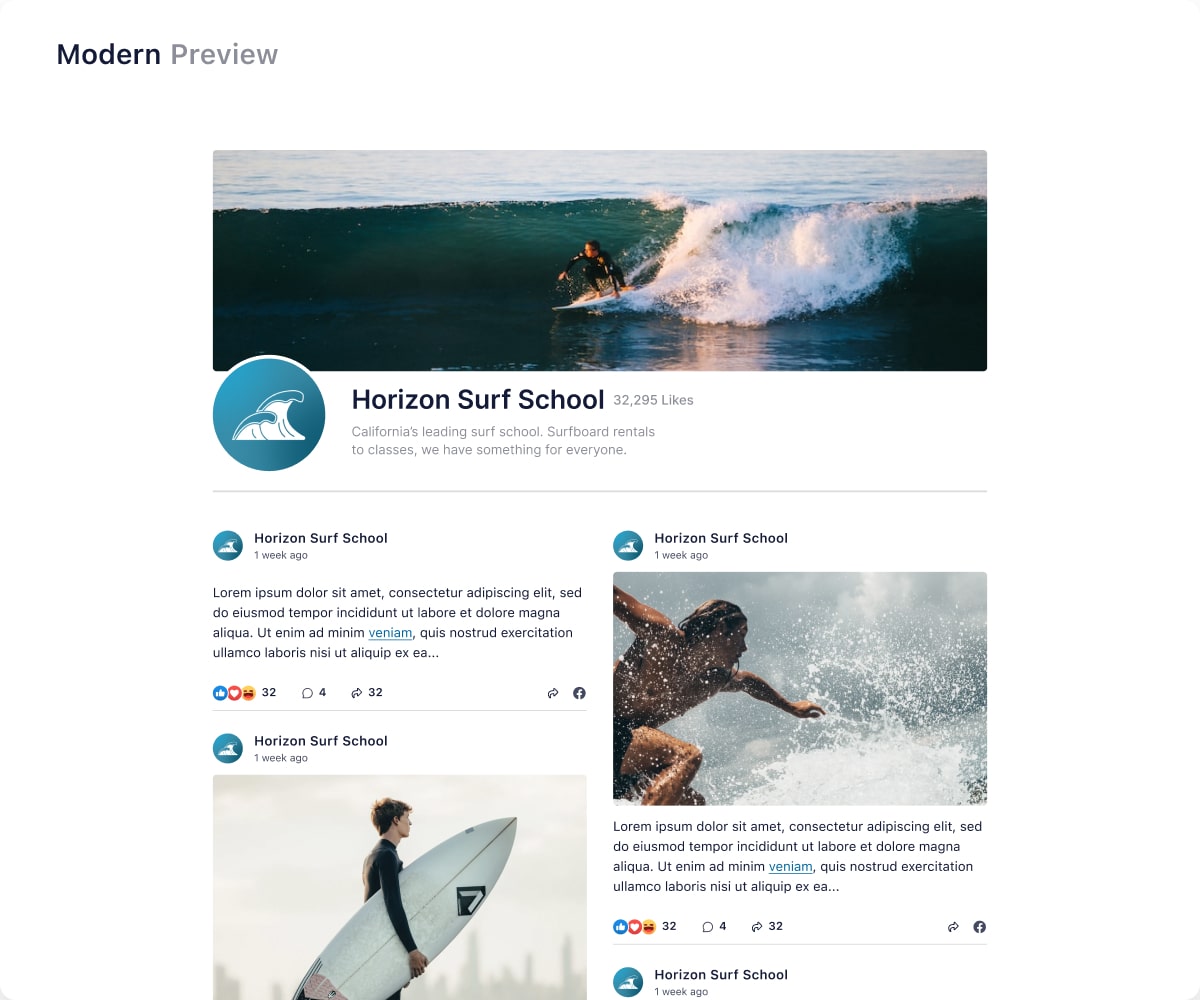 Modern Preview
Horizon Surf School 32,295 Likes
California's leading surf school. Surfboard rentals
to classes, we have something for everyone.
Horizon Surf School
1 week ago
Lorem ipsum dolor sit amet, consectetur adipiscing elit, sed
do eiusmod tempor incididunt ut labore et dolore magna
aliqua. Ut enim ad minim veniam, quis nostrud exercitation
ullamco laboris nisi ut aliquip ex ea...
32 4 32
Horizon Surf School
1 week ago
Horizon Surf School
1 week ago
Lorem ipsum dolor sit amet, consectetur adipiscing elit, sed
do eiusmod tempor incididunt ut labore et dolore magna
aliqua. Ut enim ad minim veniam, quis nostrud exercitation
ullamco laboris nisi ut aliquip ex ea...
32 4 32
Horizon Surf School
1 week ago